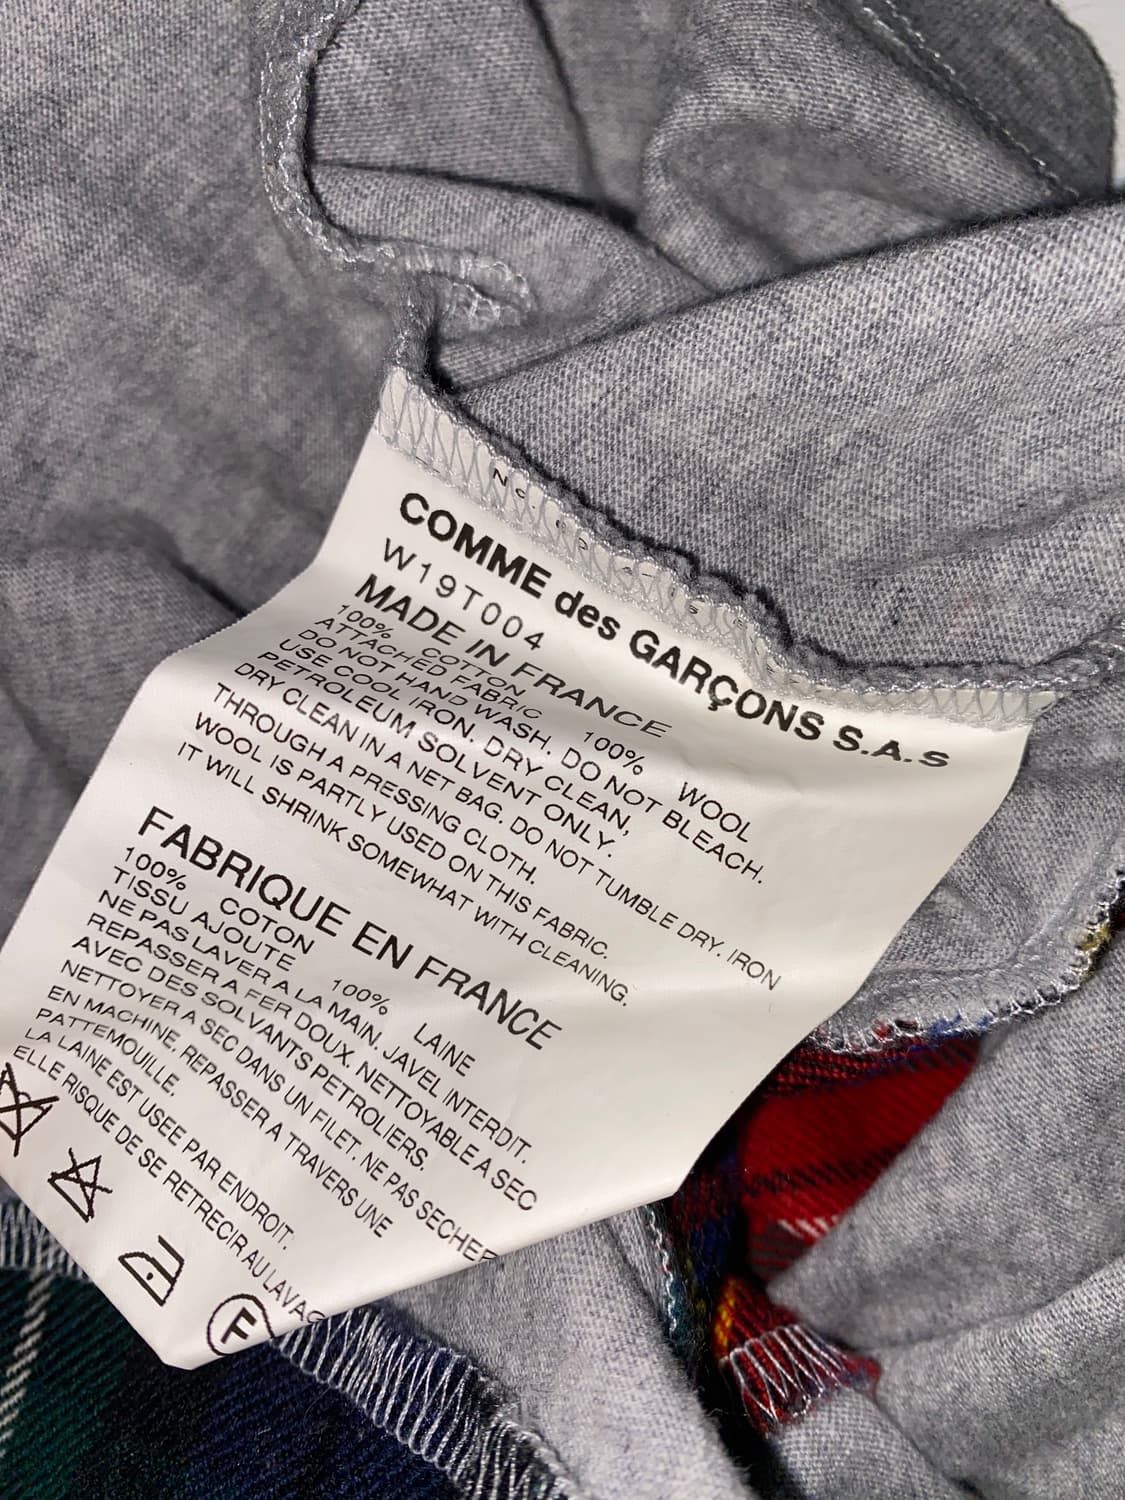 COMME des GARÇONS S.A.S
W19T004
MADE IN FRANCE
100% COTTON
ATTACHED FABRIC 100% WOOL
DO NOT HAND WASH. DO NOT BLEACH.
USE COOL IRON. DRY CLEAN,
PETROLEUM SOLVENT ONLY.
DRY CLEAN IN A NET BAG. DO NOT TUMBLE DRY. IRON
THROUGH A PRESSING CLOTH.
WOOL IS PARTLY USED ON THIS FABRIC.
IT WILL SHRINK SOMEWHAT WITH CLEANING.
FABRIQUE EN FRANCE
100% COTON
TISSU AJOUTE 100% LAINE
NE PAS LAVER A LA MAIN. JAVEL INTERDIT.
REPASSER A FER DOUX. NETTOYABLE A SEC
AVEC DES SOLVANTS PETROLIERS.
NETTOYER A SEC DANS UN FILET. NE PAS SECHER
EN MACHINE. REPASSER A TRAVERS UNE
PATTEMOUILLE.
LA LAINE EST USEE PAR ENDROIT.
ELLE RISQUE DE SE RETRECIR AU LAVAG
F